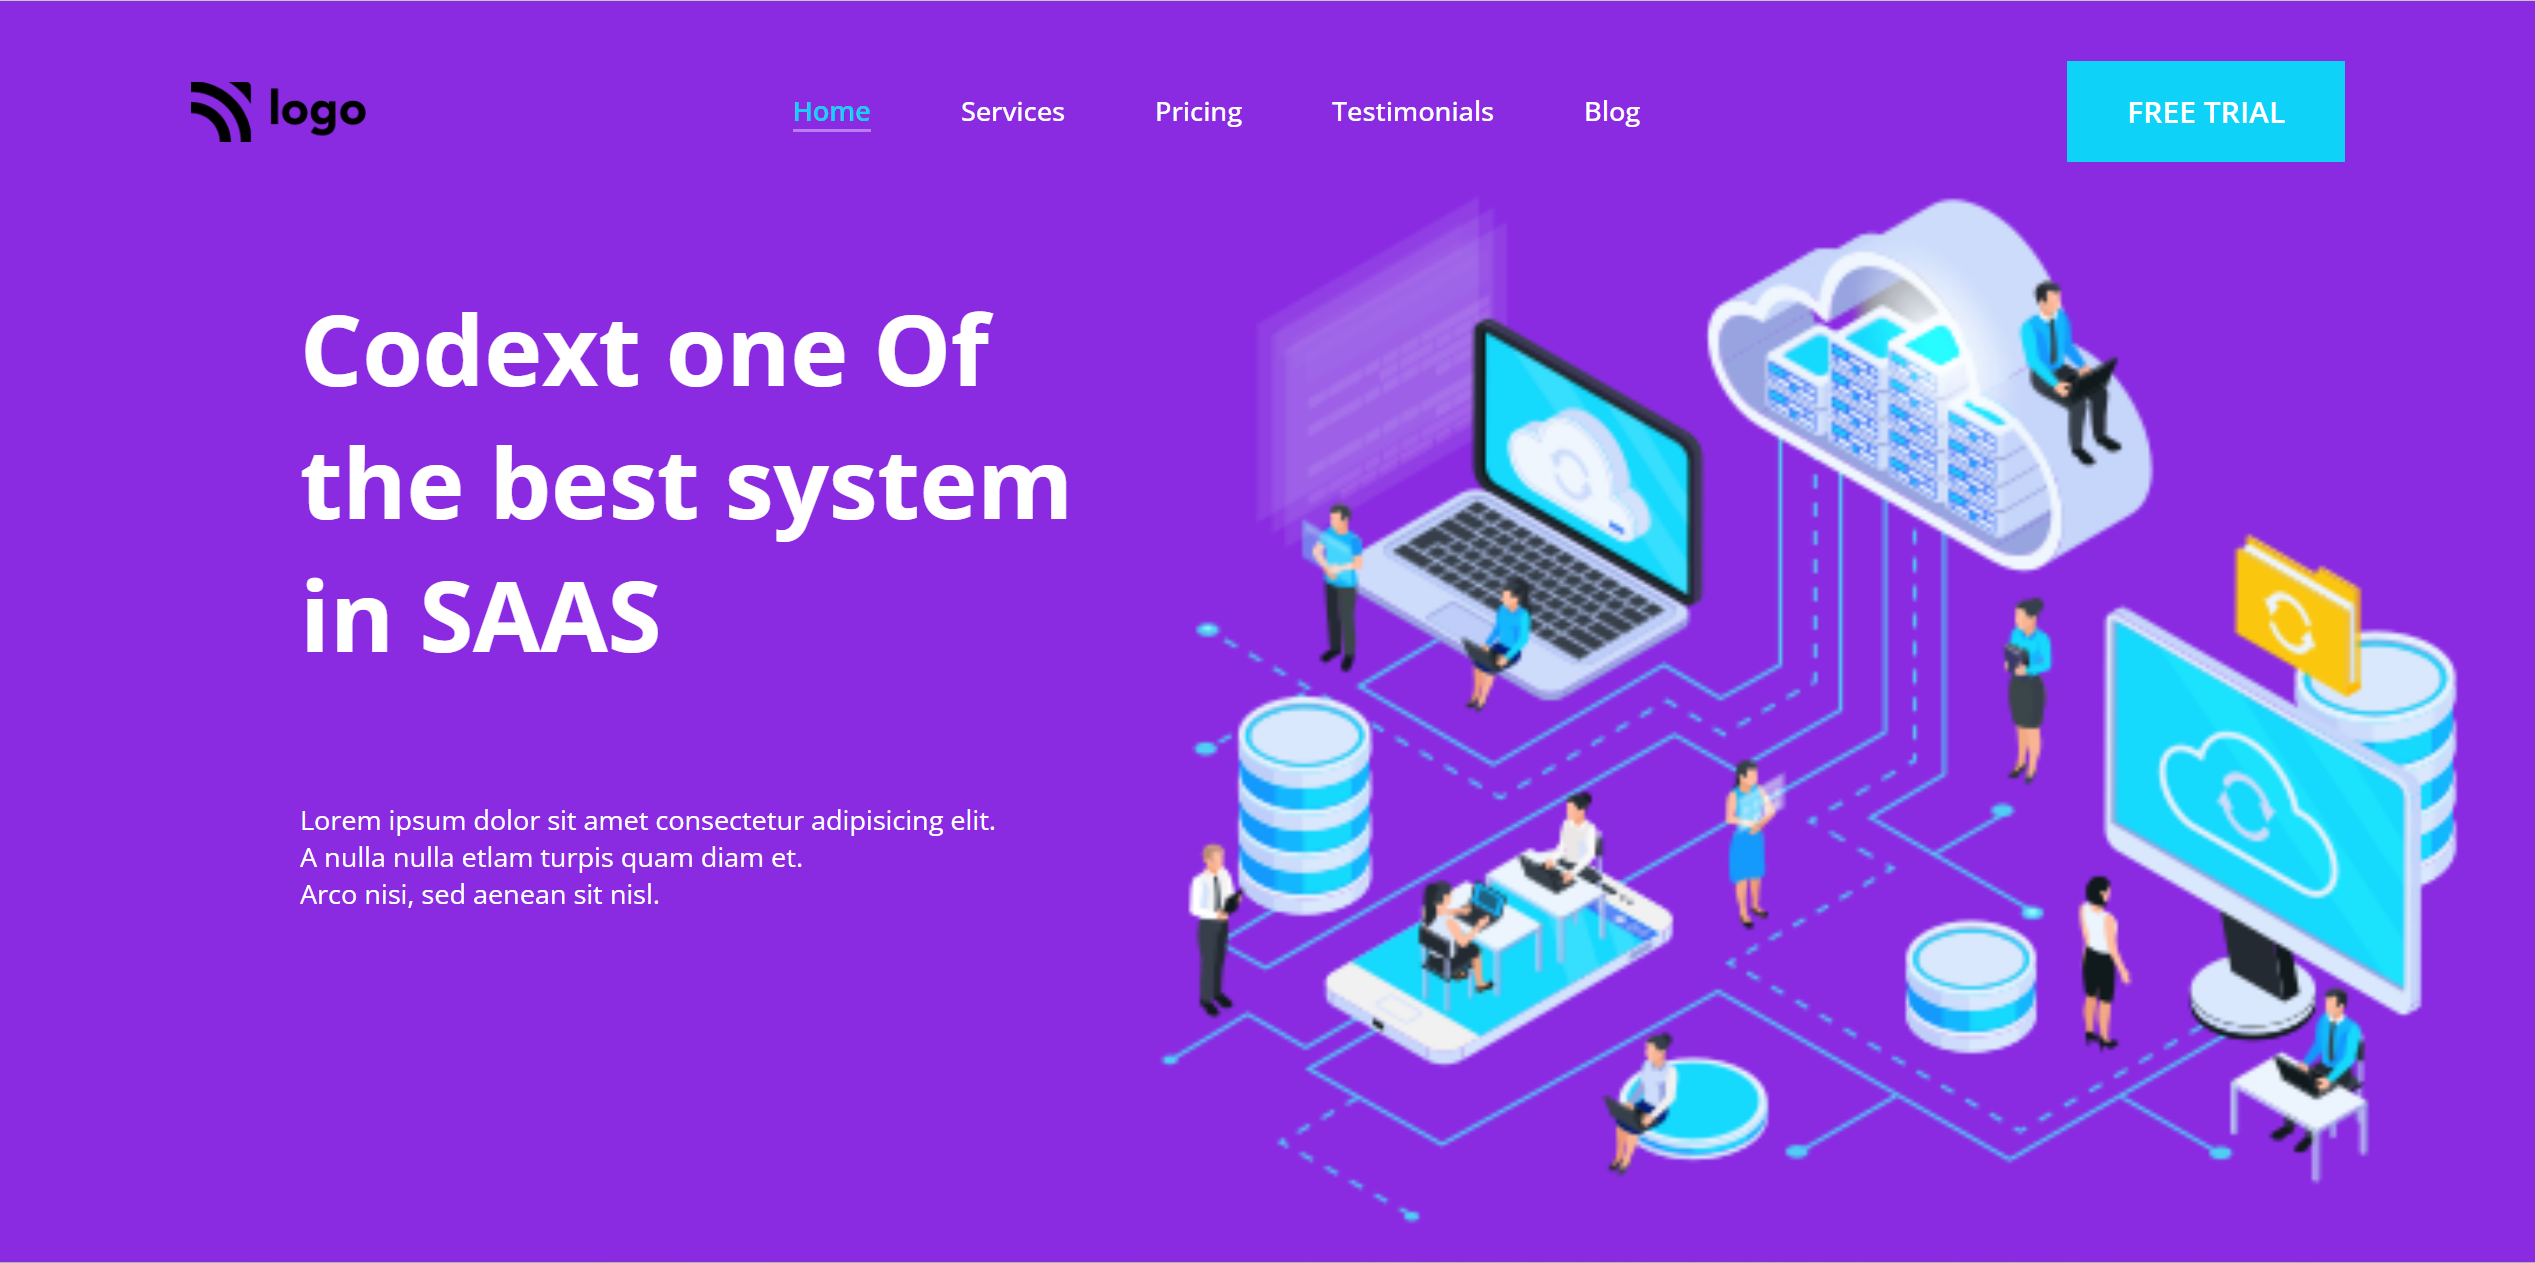 logo
Home Services Pricing Testimonials Blog
FREE TRIAL
Codext one Of
the best system
in SAAS
Lorem ipsum dolor sit amet consectetur adipisicing elit.
A nulla nulla etlam turpis quam diam et.
Arco nisi, sed aenean sit nisl.